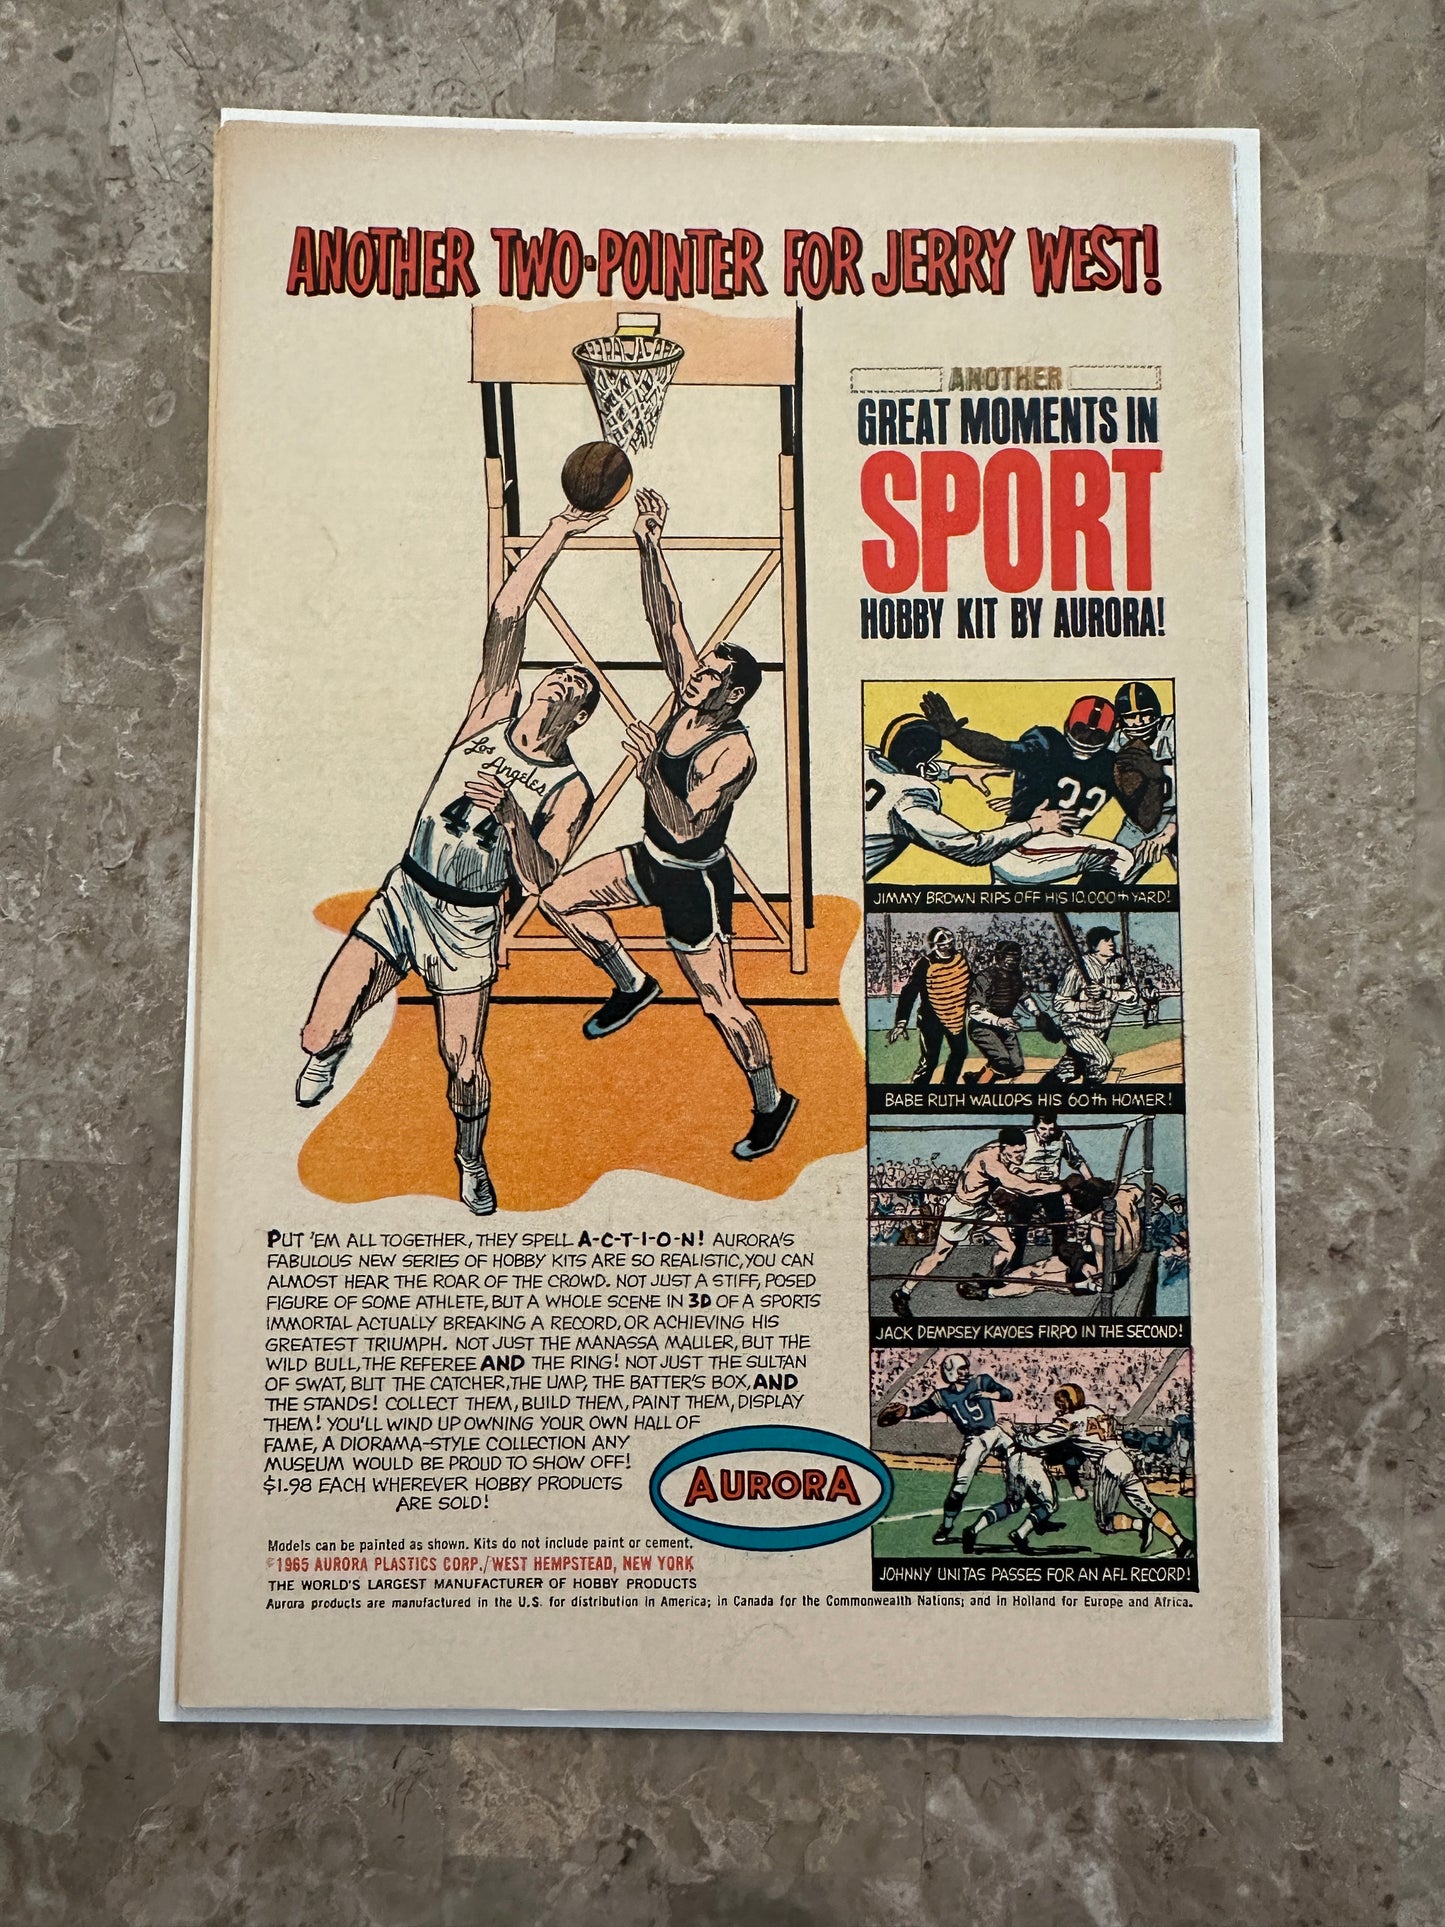 ANOTHER TWO-POINTER FOR JERRY WEST!
ANOTHER
GREAT MOMENTS IN
SPORT
HOBBY KIT BY AURORA!
Los
Angeles
44
32
JIMMY BROWN RIPS OFF HIS 10,000th YARD!
BABE RUTH WALLOPS HIS 60th HOMER!
JACK DEMPSEY KAYOES FIRPO IN THE SECOND!
19
JOHNNY UNITAS PASSES FOR AN AFL RECORD!
PUT 'EM ALL TOGETHER, THEY SPELL A-C-T-I-O-N! AURORA'S
FABULOUS NEW SERIES OF HOBBY KITS ARE SO REALISTIC, YOU CAN
ALMOST HEAR THE ROAR OF THE CROWD. NOT JUST A STIFF, POSED
FIGURE OF SOME ATHLETE, BUT A WHOLE SCENE IN 3D OF A SPORTS
IMMORTAL ACTUALLY BREAKING A RECORD, OR ACHIEVING HIS
GREATEST TRIUMPH. NOT JUST THE MANASSA MAULER, BUT THE
WILD BULL, THE REFEREE AND THE RING! NOT JUST THE SULTAN
OF SWAT, BUT THE CATCHER, THE UMP, THE BATTER'S BOX, AND
THE STANDS! COLLECT THEM, BUILD THEM, PAINT THEM, DISPLAY
THEM! YOU'LL WIND UP OWNING YOUR OWN HALL OF
FAME, A DIORAMA-STYLE COLLECTION ANY
MUSEUM WOULD BE PROUD TO SHOW OFF!
$1.98 EACH WHEREVER HOBBY PRODUCTS
ARE SOLD!
AURORA
Models can be painted as shown. Kits do not include paint or cement.
©1965 AURORA PLASTICS CORP./WEST HEMPSTEAD, NEW YORK
THE WORLD'S LARGEST MANUFACTURER OF HOBBY PRODUCTS
Aurora products are manufactured in the U.S. for distribution in America; in Canada for the Commonwealth Nations; and in Holland for Europe and Africa.